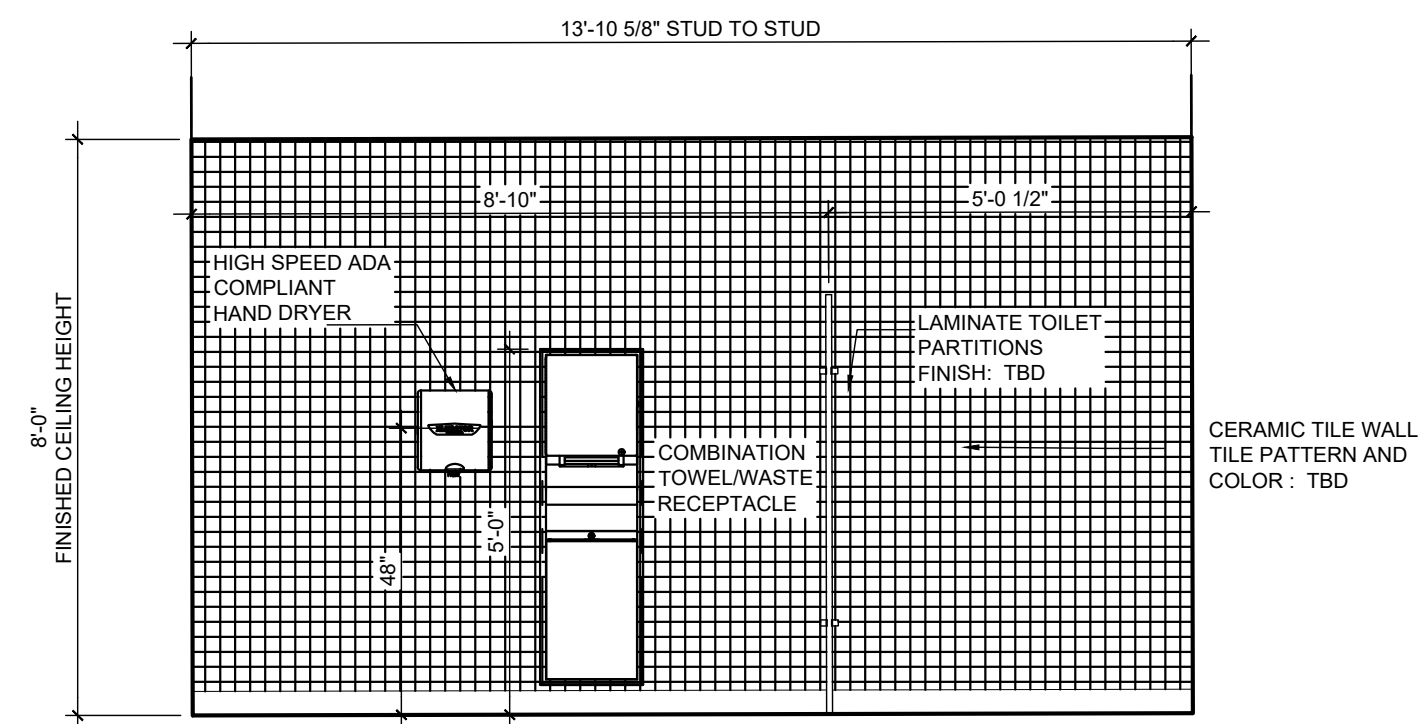 13'-10 5/8" STUD TO STUD
8'-10"
5'-0 1/2"
HIGH SPEED ADA
COMPLIANT
HAND DRYER
LAMINATE TOILET
PARTITIONS
FINISH: TBD
8'-0"
FINISHED CEILING HEIGHT
COMBINATION
TOWEL/WASTE
RECEPTACLE
CERAMIC TILE WALL
TILE PATTERN AND
COLOR : TBD
48"
5'-0"